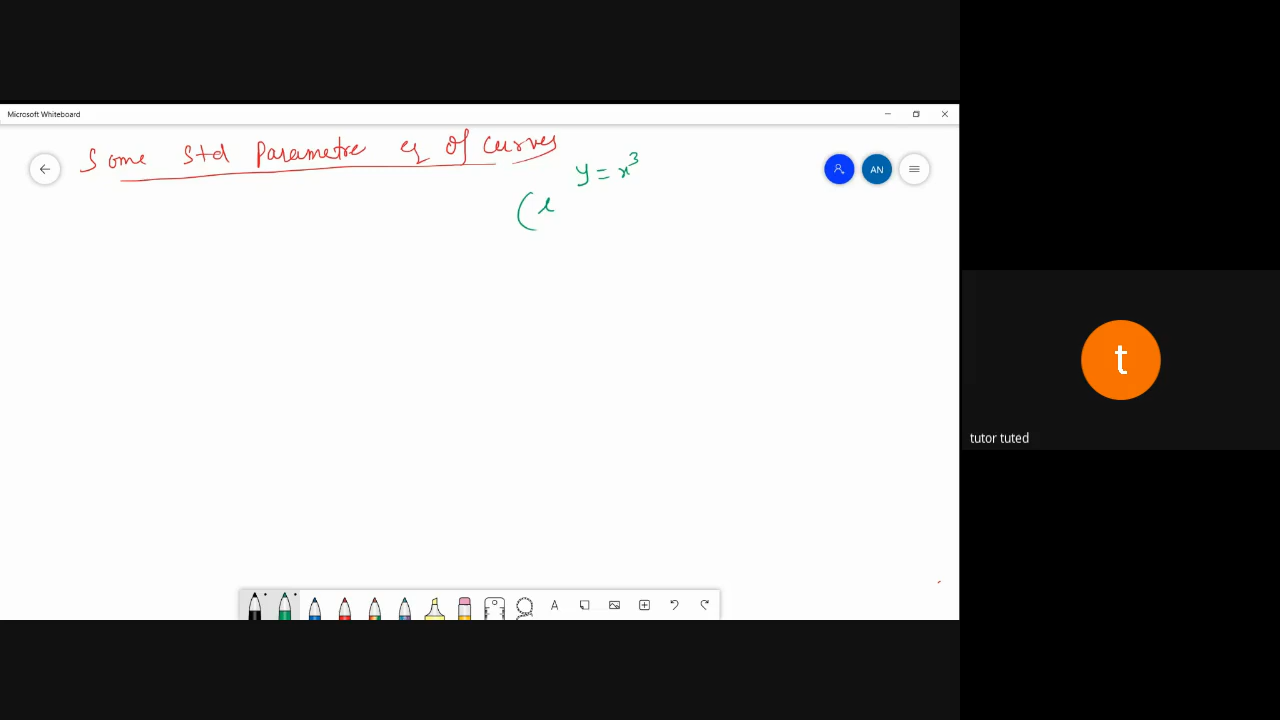 Microsoft Whiteboard
Some Std Parametre eq of curves
y = x³
(
AN
t
tutor tuted
A